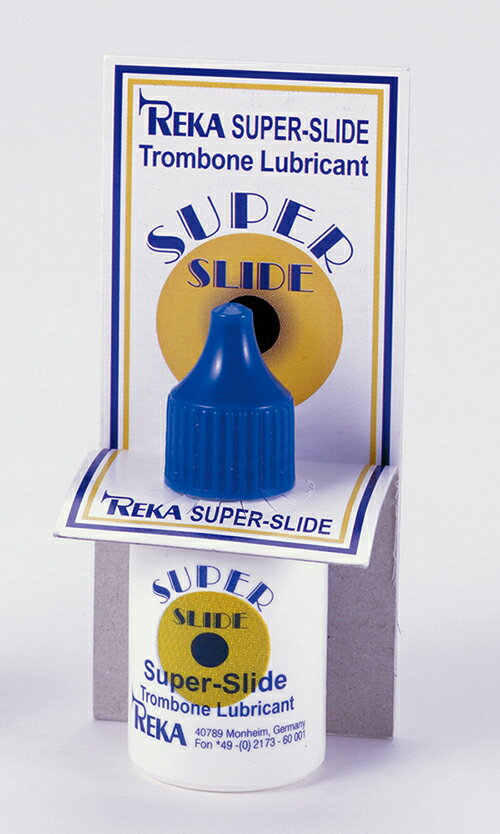 REKA SUPER-SLIDE
Trombone Lubricant
SUPER
SLIDE
REKA SUPER-SLIDE
SUPER
SLIDE
Super-Slide
Trombone Lubricant
REKA
40789 Monheim, Germany
Fon *49 -(0) 2173 - 60 001